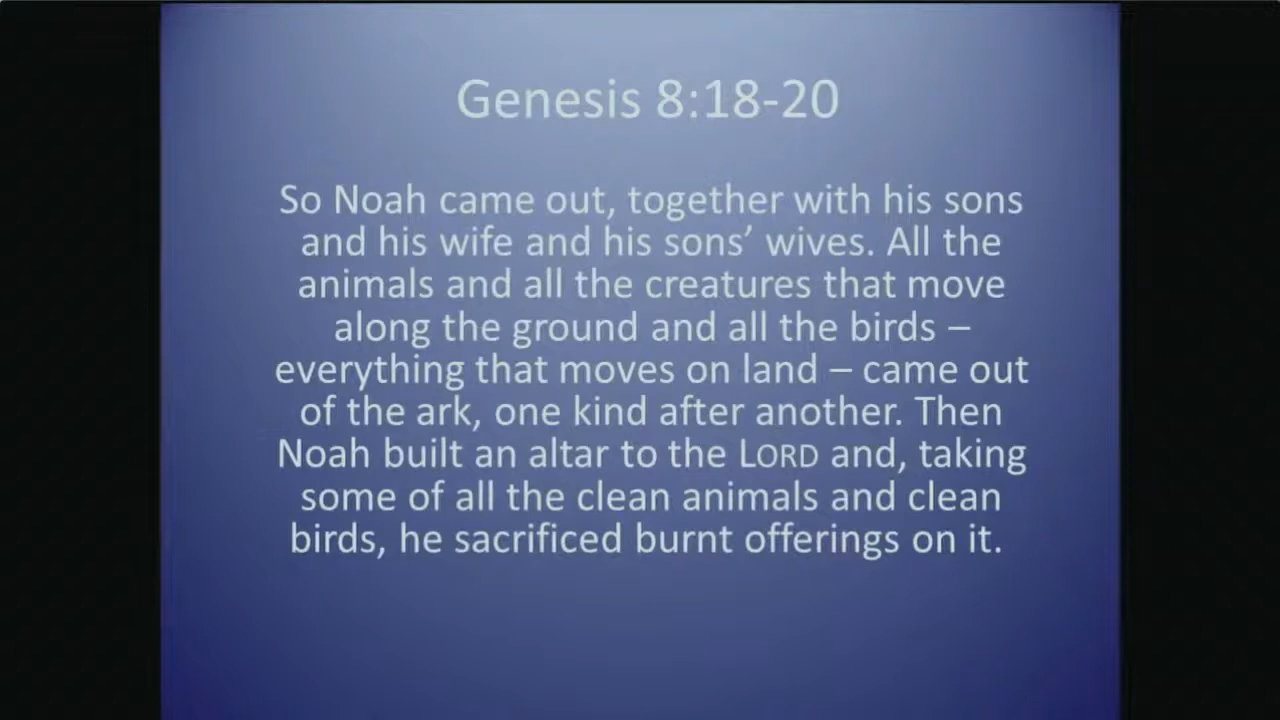 Genesis 8:18-20
So Noah came out, together with his sons
and his wife and his sons’ wives. All the
animals and all the creatures that move
along the ground and all the birds –
everything that moves on land – came out
of the ark, one kind after another. Then
Noah built an altar to the LORD and, taking
some of all the clean animals and clean
birds, he sacrificed burnt offerings on it.